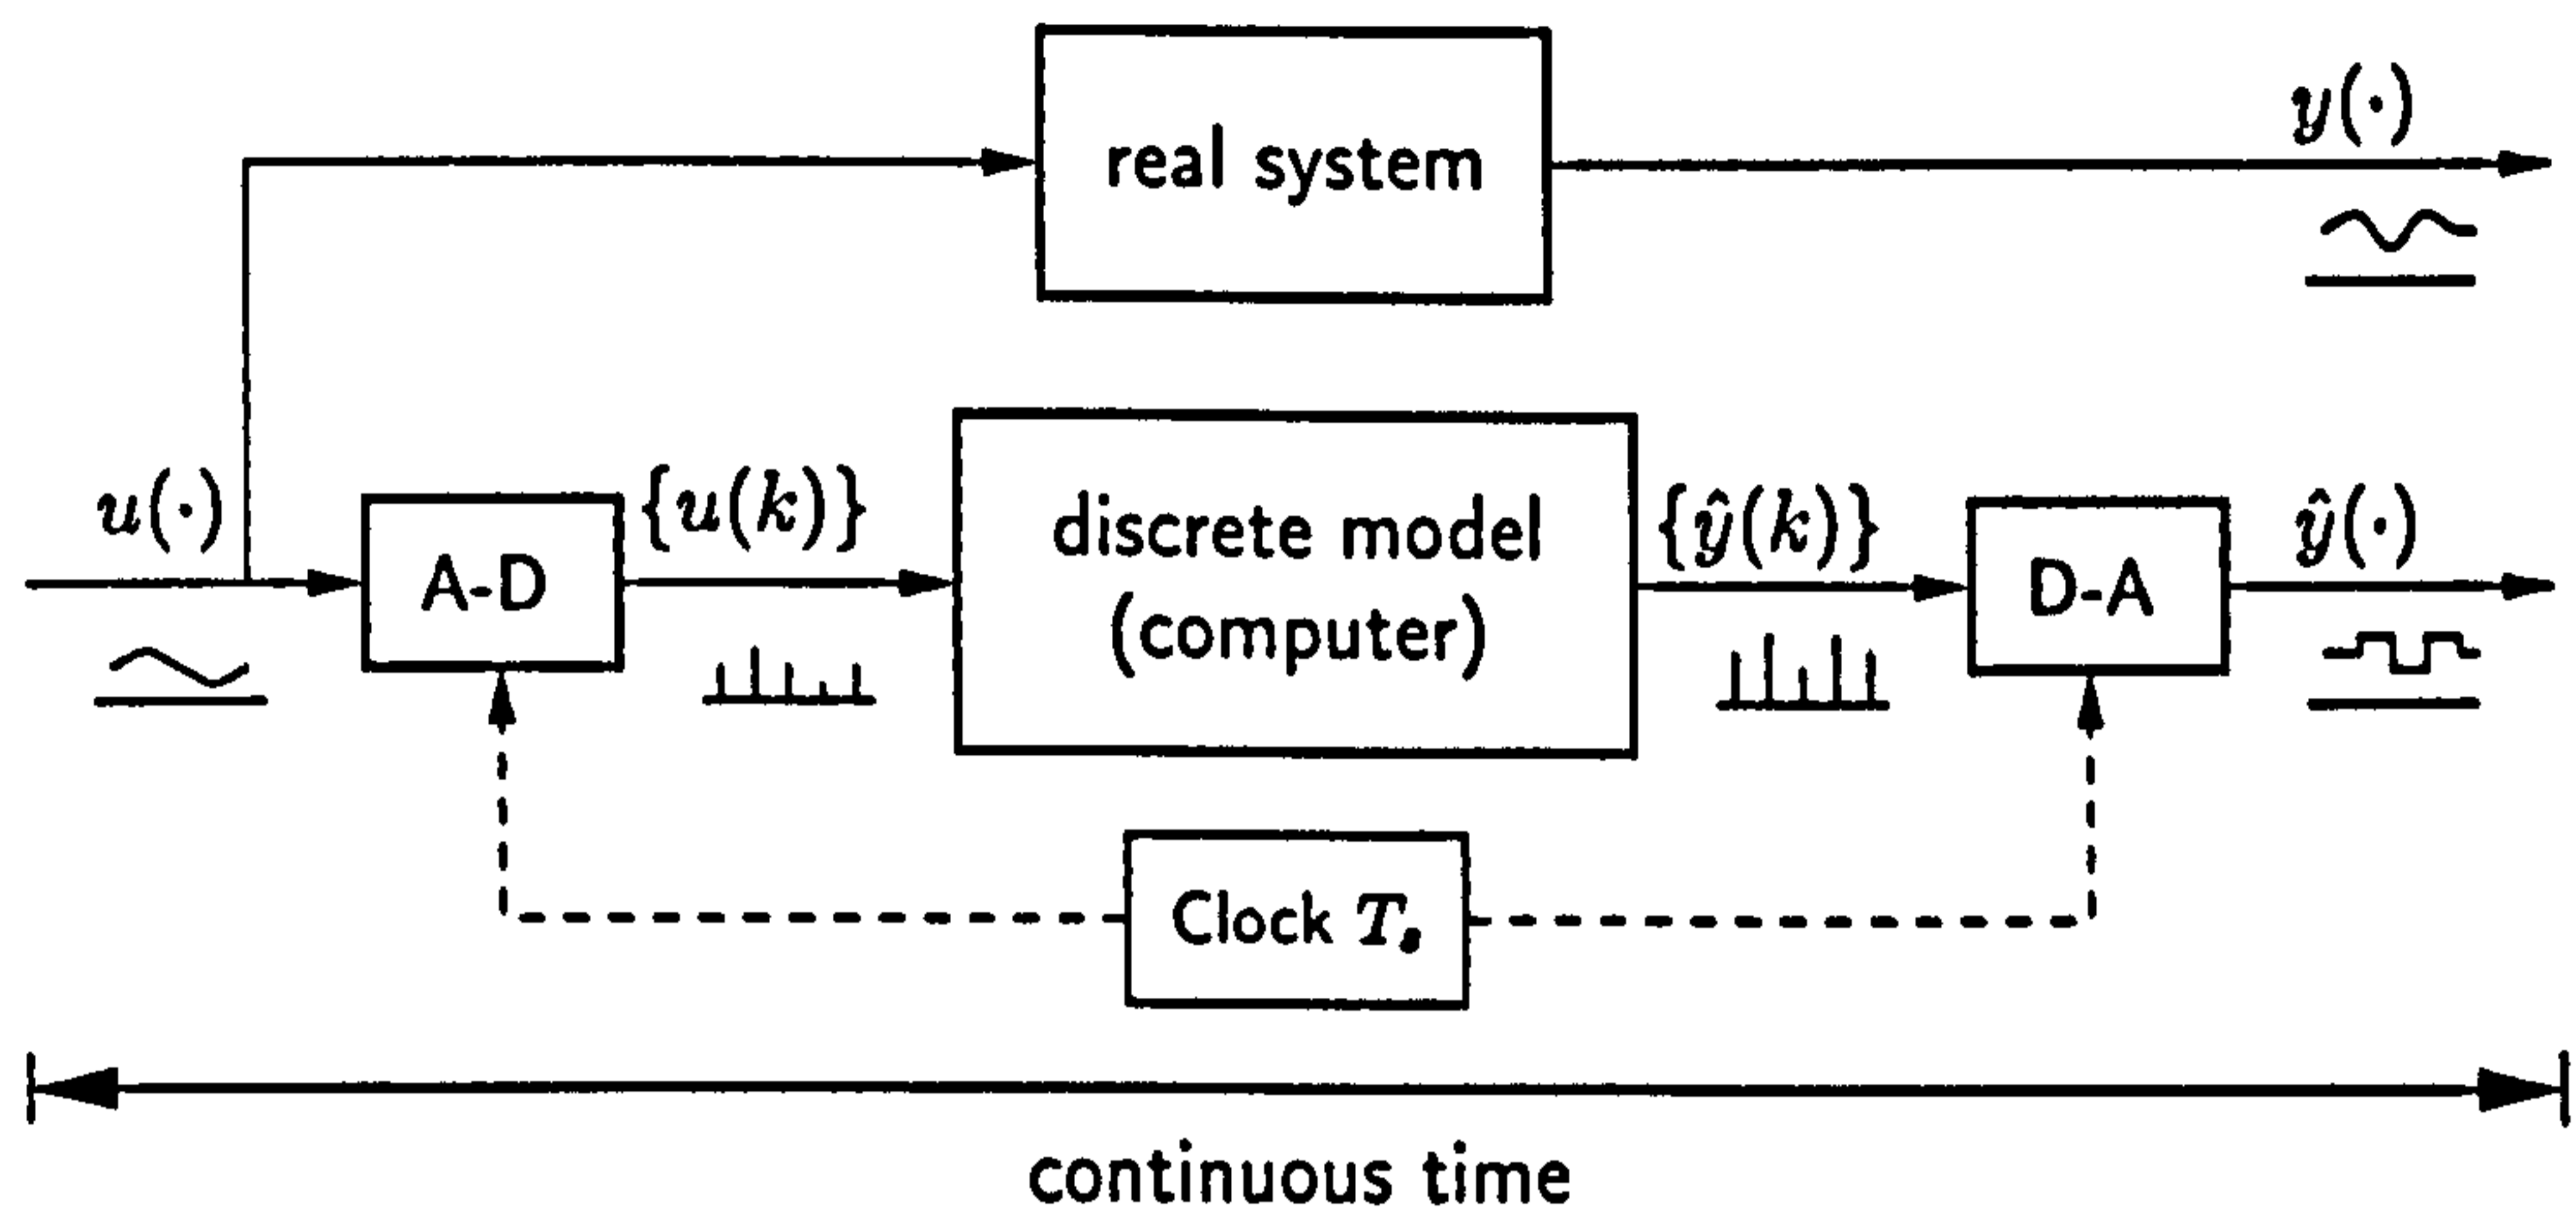 real system
y(·)
u(·)
A-D
{u(k)}
discrete model
(computer)
{ŷ(k)}
D-A
ŷ(·)
Clock Tₛ
continuous time